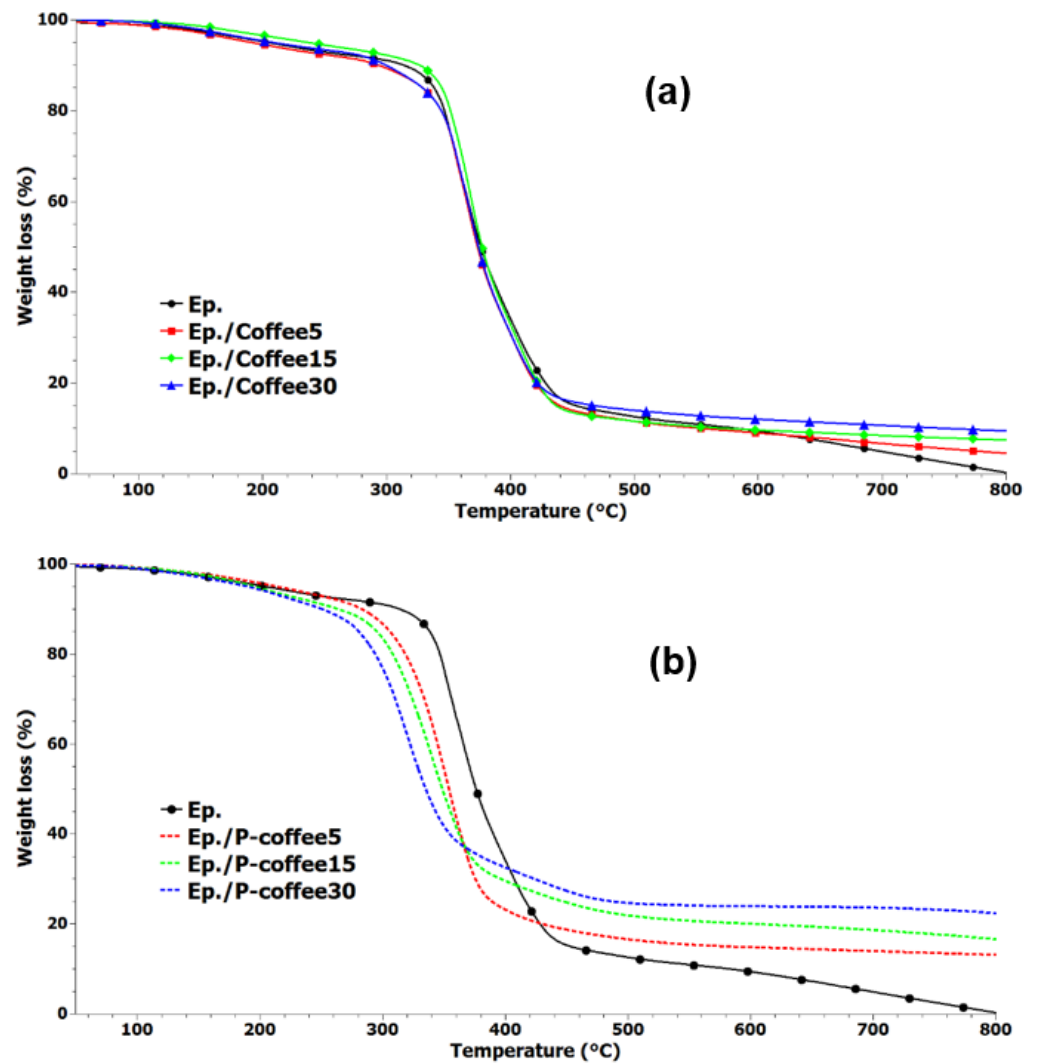 100
80
60
40
20
0
Weight loss (%)
(a)
Ep.
Ep./Coffee5
Ep./Coffee15
Ep./Coffee30
100 200 300 400 500 600 700 800
Temperature (°C)
100
80
60
40
20
0
Weight loss (%)
(b)
Ep.
Ep./P-coffee5
Ep./P-coffee15
Ep./P-coffee30
100 200 300 400 500 600 700 800
Temperature (°C)